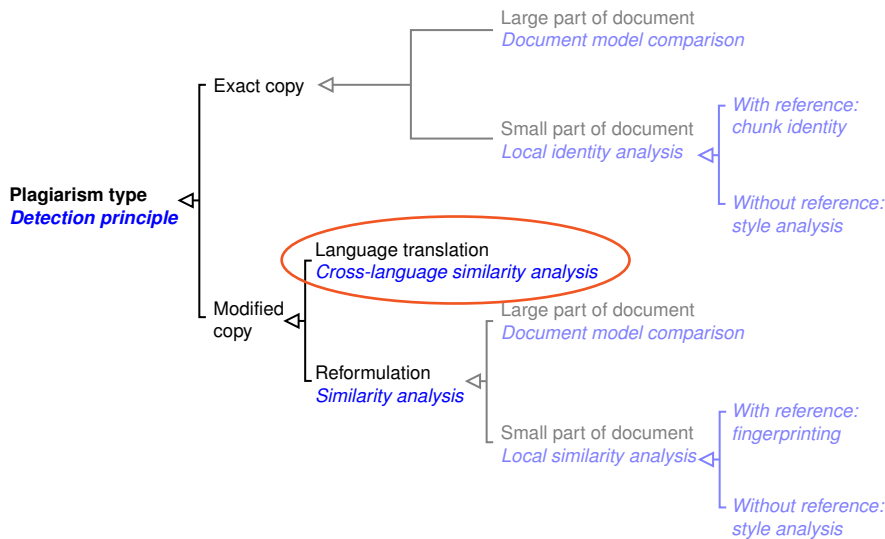 Large part of document
Document model comparison
Exact copy
With reference:
chunk identity
Small part of document
Local identity analysis
Plagiarism type
Detection principle
Without reference:
style analysis
Language translation
Cross-language similarity analysis
Modified
copy
Large part of document
Document model comparison
Reformulation
Similarity analysis
With reference:
fingerprinting
Small part of document
Local similarity analysis
Without reference:
style analysis